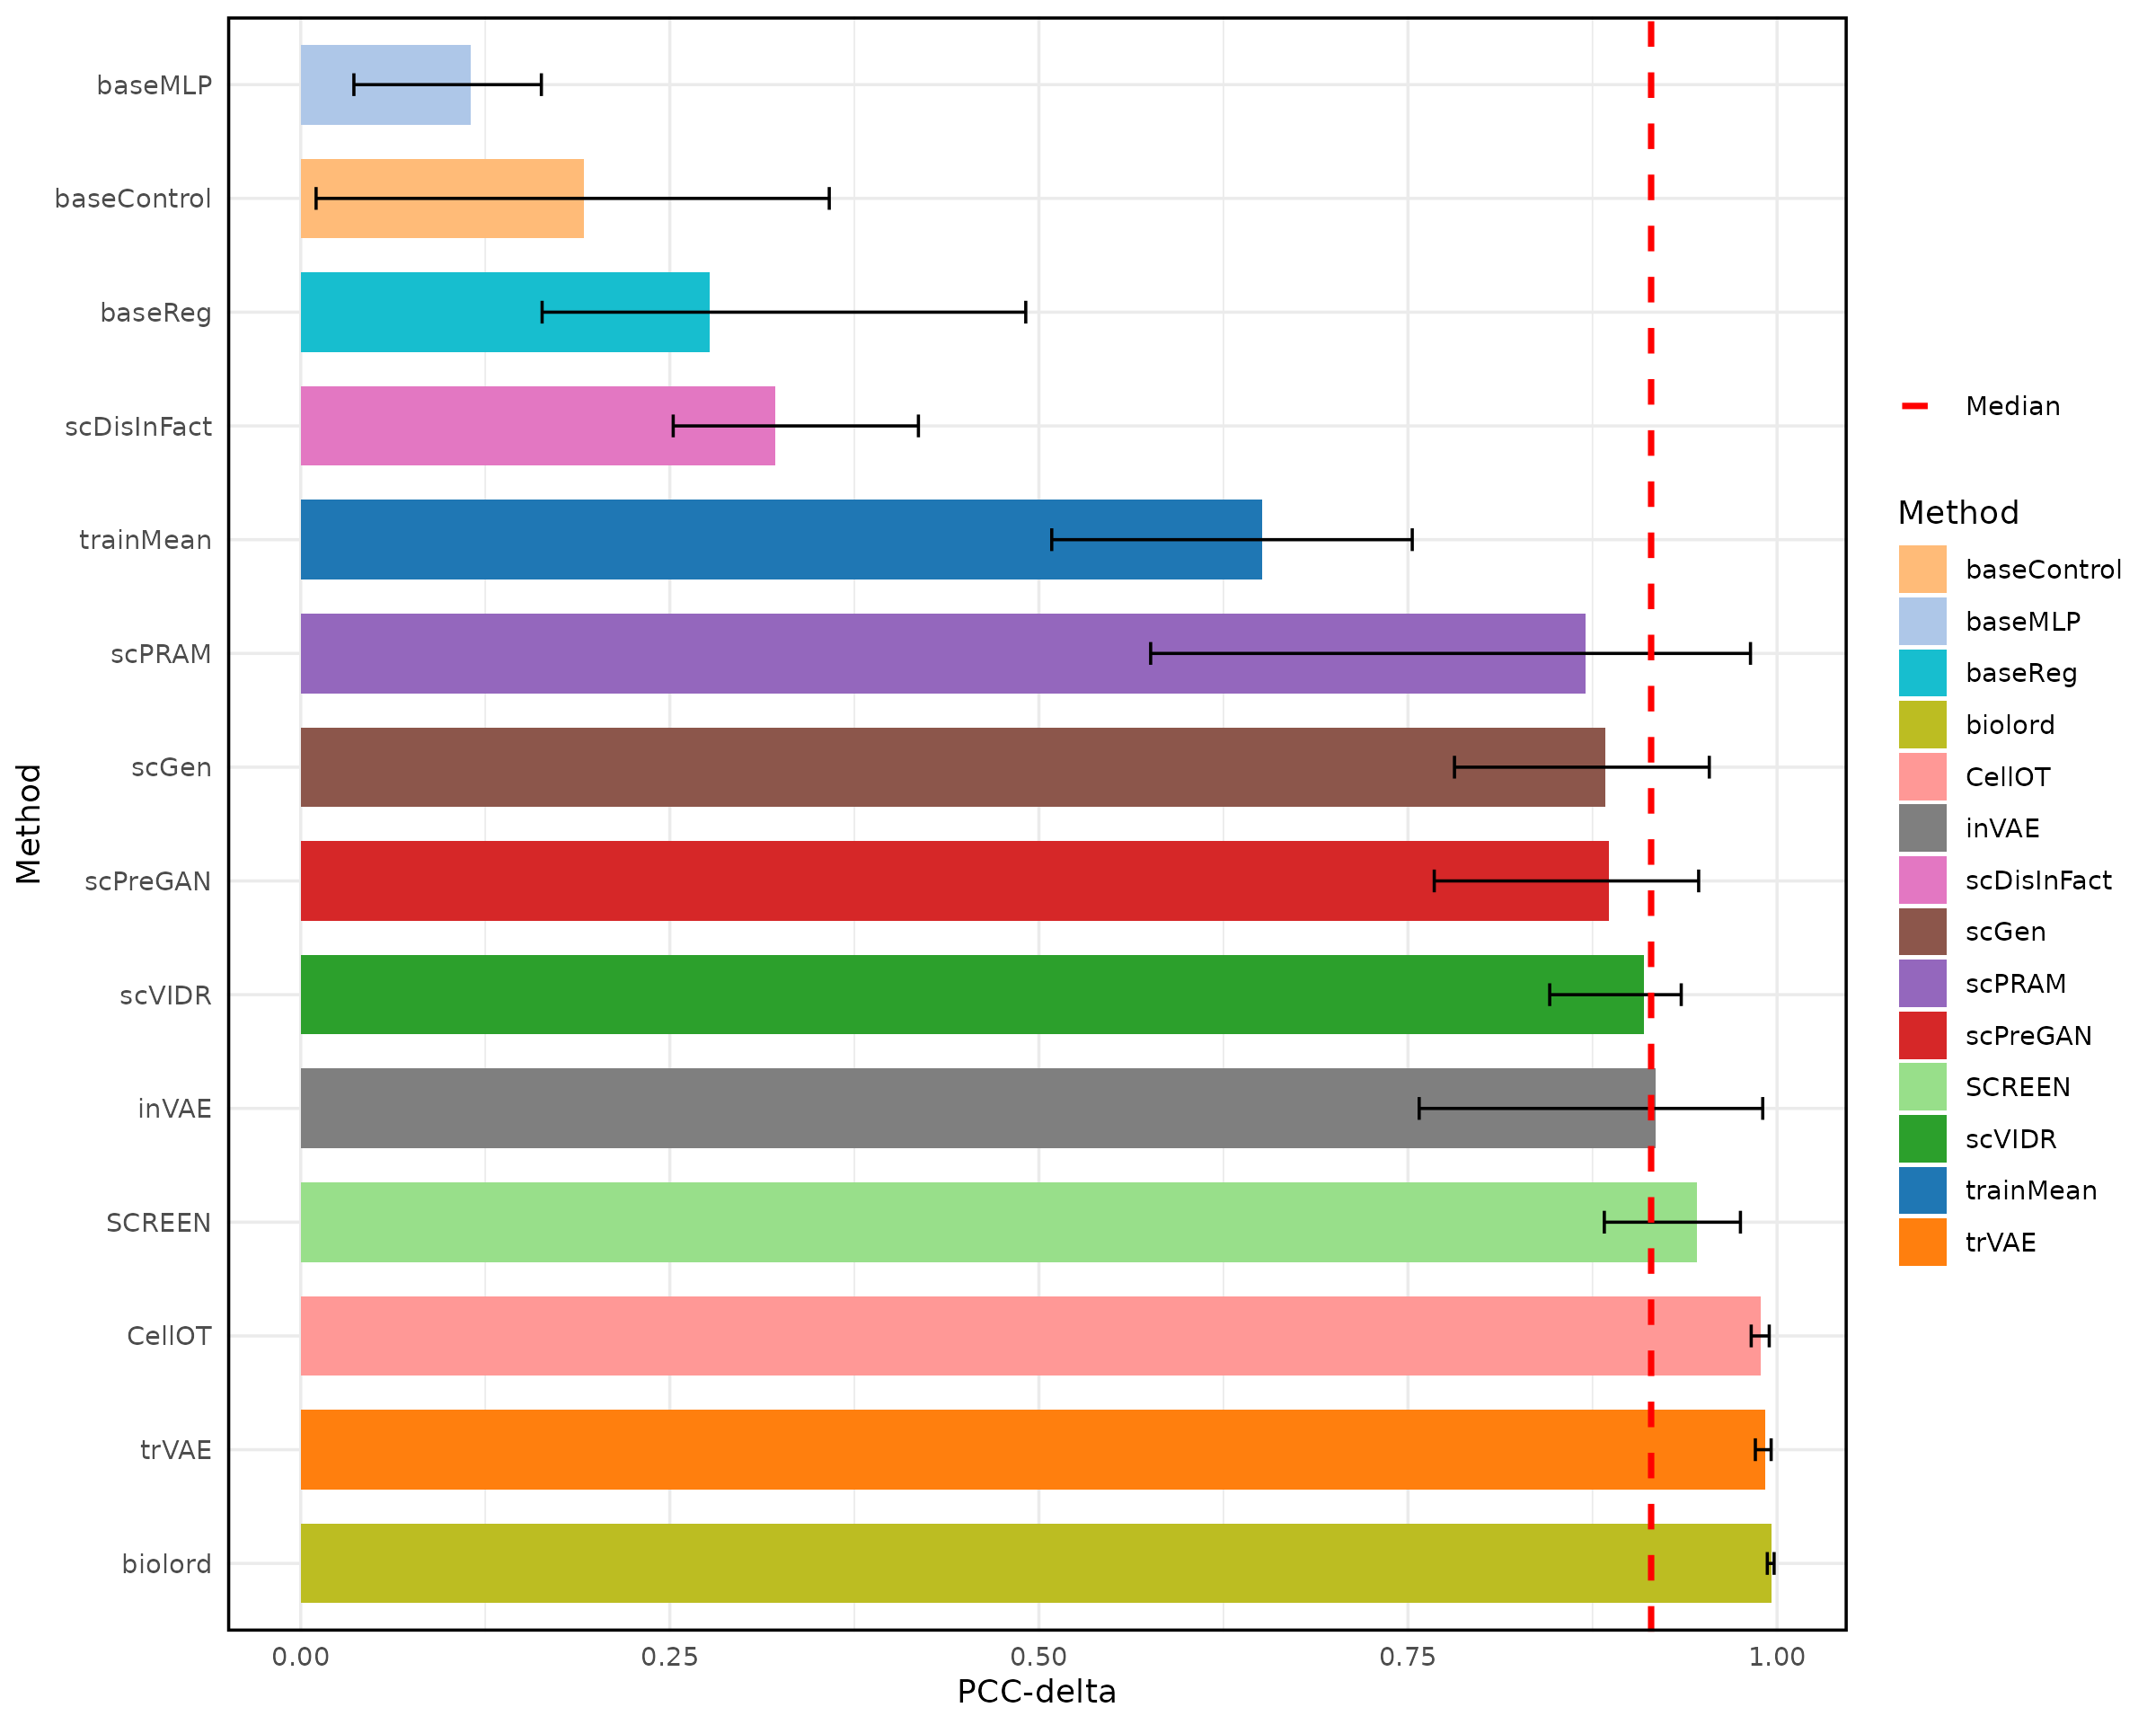 baseMLP
baseControl
baseReg
scDisInFact
trainMean
scPRAM
scGen
scPreGAN
scVIDR
inVAE
SCREEN
CellOT
trVAE
biolord
Method
0.00 0.25 0.50 0.75 1.00
PCC-delta
Median
Method
baseControl
baseMLP
baseReg
biolord
CellOT
inVAE
scDisInFact
scGen
scPRAM
scPreGAN
SCREEN
scVIDR
trainMean
trVAE